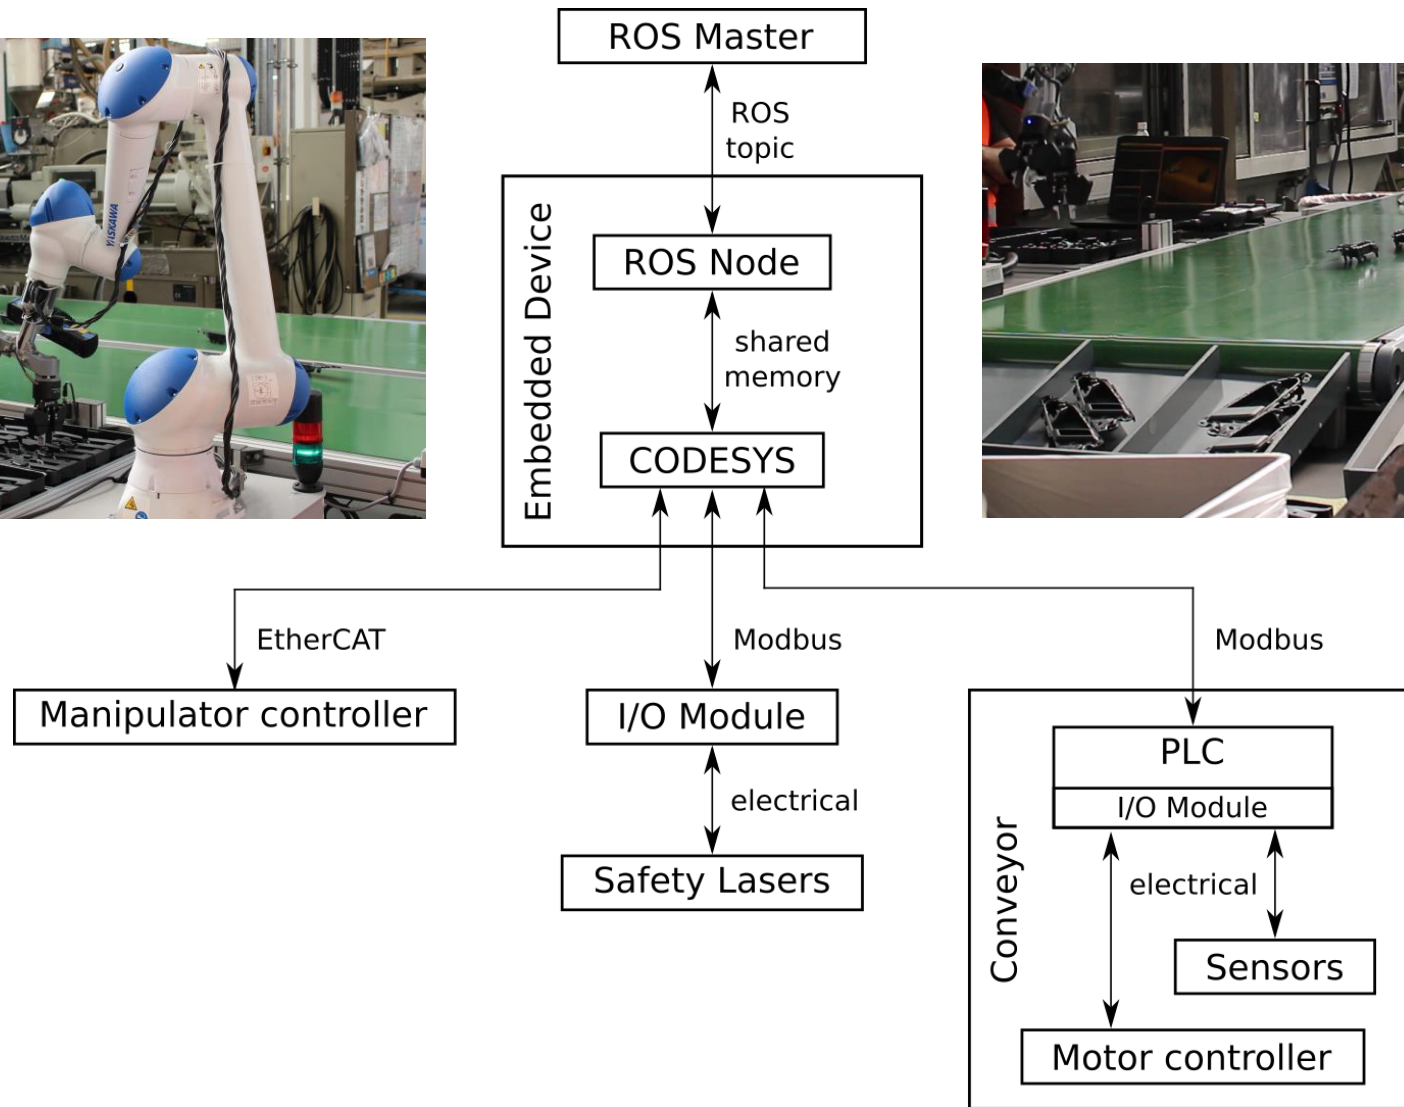 ROS Master
ROS
topic
Embedded Device
ROS Node
shared
memory
CODESYS
YASKAWA
EtherCAT
Modbus
Modbus
Manipulator controller
I/O Module
PLC
I/O Module
electrical
Safety Lasers
Conveyor
electrical
Sensors
Motor controller